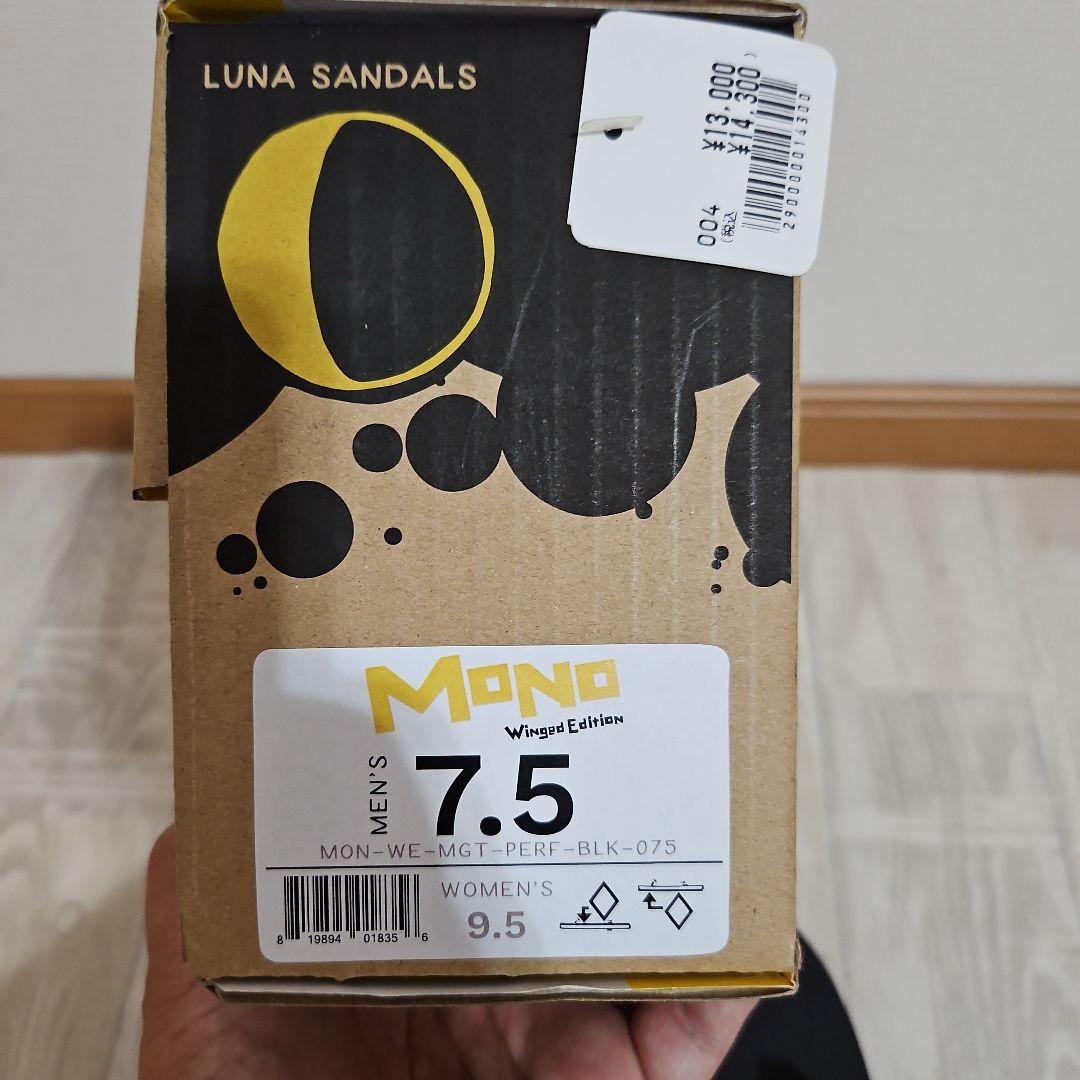 LUNA SANDALS
¥13,000
¥14,300
004
(税込)
2900000014300
MONO
Winged Edition
MEN'S
7.5
MON-WE-MGT-PERF-BLK-075
WOMEN'S
9.5
8 19894 01835 6